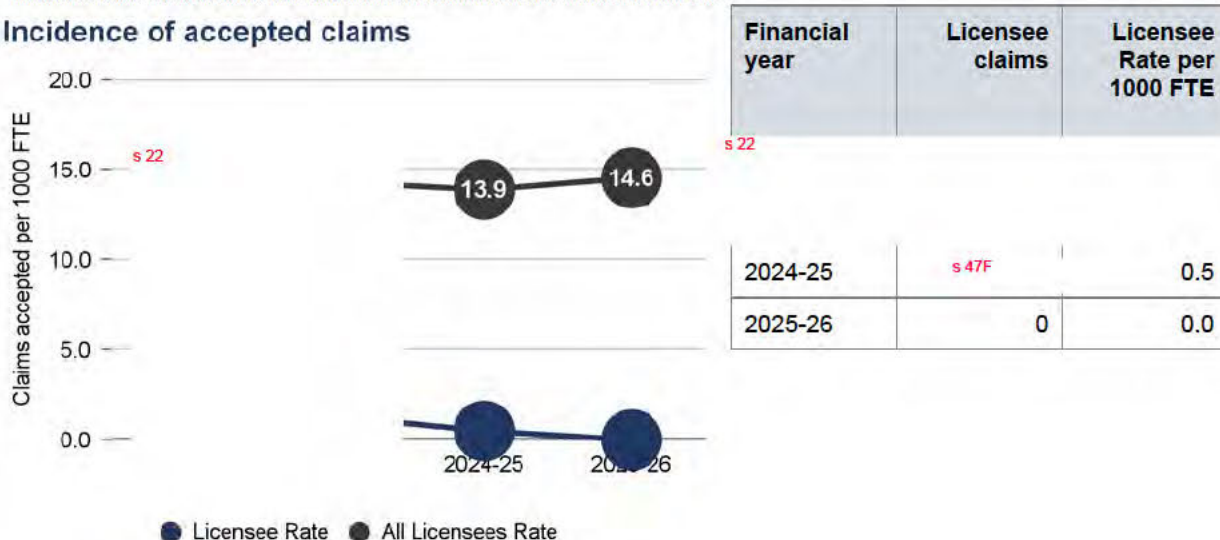 Incidence of accepted claims
Claims accepted per 1000 FTE
20.0
15.0
10.0
5.0
0.0
s 22
13.9
14.6
2024-25
26
Licensee Rate
All Licensees Rate
Financial year
Licensee claims
Licensee Rate per 1000 FTE
s 22
2024-25
s 47F
0.5
2025-26
0
0.0